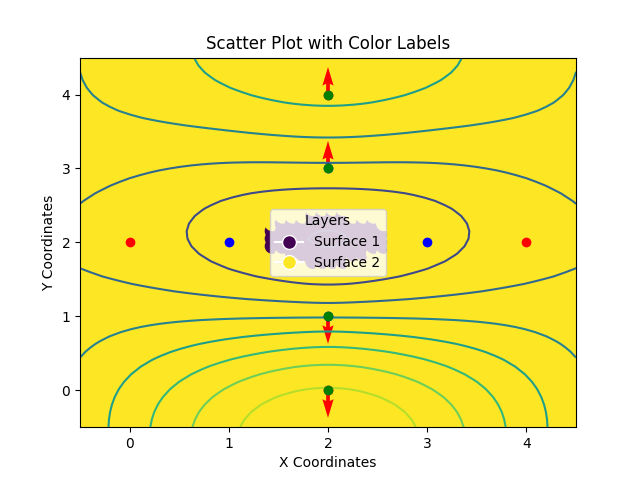 Scatter Plot with Color Labels
Y Coordinates
4
3
2
1
0
Layers
Surface 1
Surface 2
0 1 2 3 4
X Coordinates